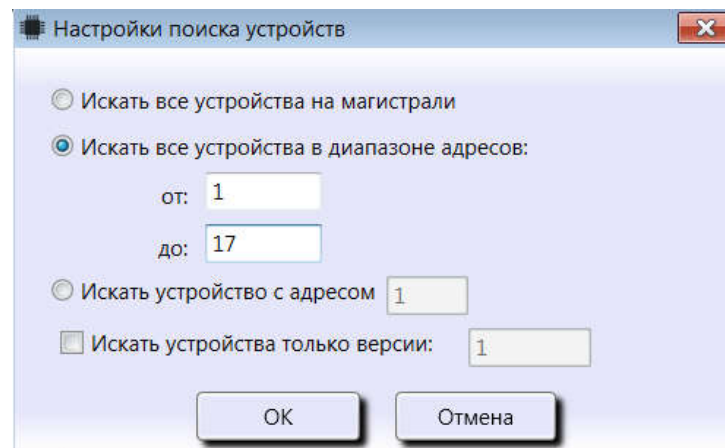 Настройки поиска устройств
Искать все устройства на магистрали
Искать все устройства в диапазоне адресов:
от: 1
до: 17
Искать устройство с адресом 1
Искать устройства только версии: 1
ОК Отмена